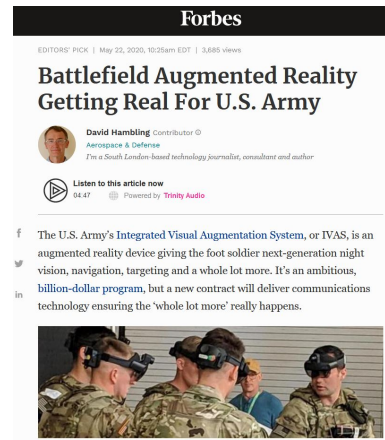 Forbes
EDITORS' PICK | May 22, 2020, 10:25am EDT | 3,685 views
Battlefield Augmented Reality
Getting Real For U.S. Army
David Hambling Contributor
Aerospace & Defense
I'm a South London-based technology journalist, consultant and author
Listen to this article now
04:47 Powered by Trinity Audio
The U.S. Army's Integrated Visual Augmentation System, or IVAS, is an
augmented reality device giving the foot soldier next-generation night
vision, navigation, targeting and a whole lot more. It's an ambitious,
billion-dollar program, but a new contract will deliver communications
technology ensuring the 'whole lot more' really happens.